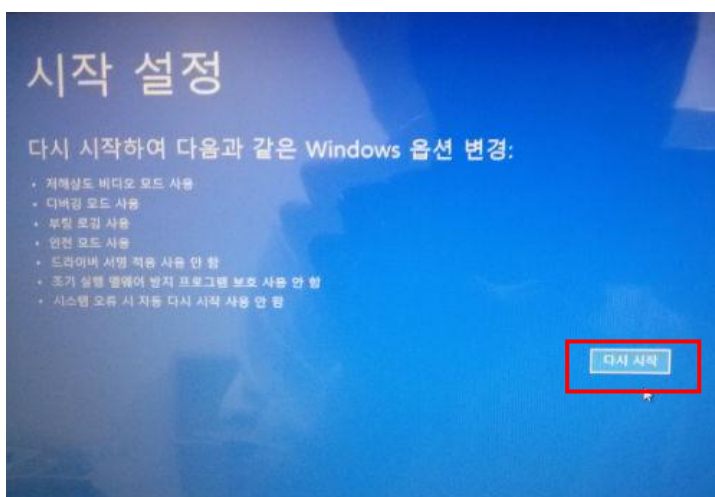 시작 설정
다시 시작하여 다음과 같은 Windows 옵션 변경:
• 저해상도 비디오 모드 사용
• 디버깅 모드 사용
• 부팅 로깅 사용
• 안전 모드 사용
• 드라이버 서명 적용 사용 안 함
• 조기 실행 맬웨어 방지 프로그램 보호 사용 안 함
• 시스템 오류 시 자동 다시 시작 사용 안 함
다시 시작